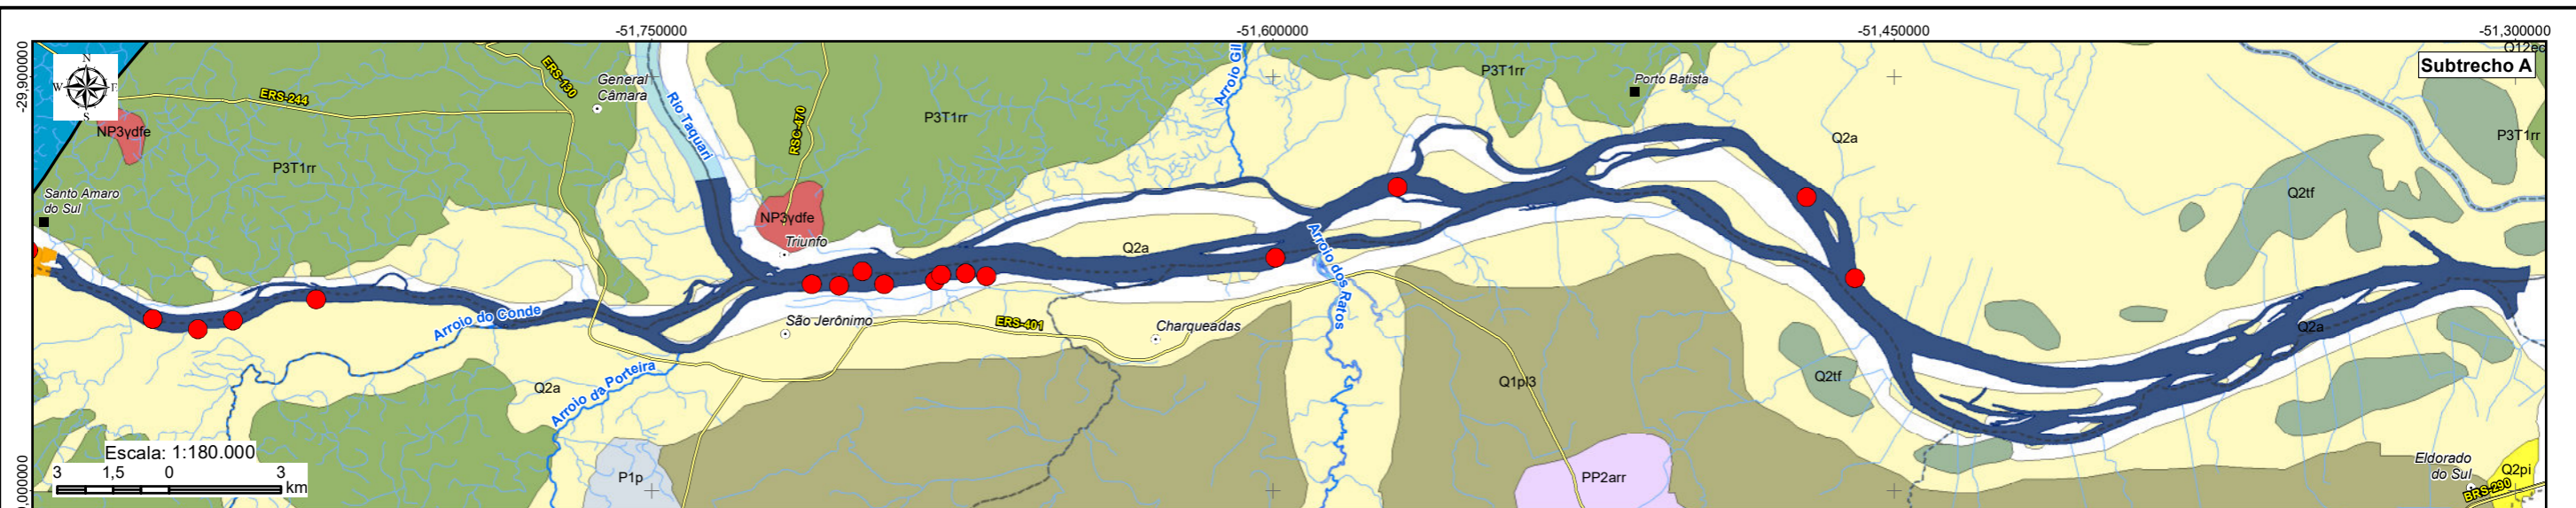 -51,750000
-51,600000
-51,450000
-51,300000
-29,900000
N
W
E
S
ERS-244
ERS-130
General
Câmara
Rio Taquari
RSC-470
P3T1rr
Arroio Gil
P3T1rr
Porto Batista
Subtrecho A
Q12ec
NP3γdfe
P3T1rr
Q2a
P3T1rr
Santo Amaro
do Sul
NP3γdfe
Triunfo
Q2a
Q2tf
Arroio dos Ratos
Arroio do Conde
São Jerônimo
ERS-401
Charqueadas
Q2a
Q2a
Arroio da Porteira
Q1pl3
Q2tf
Escala: 1:180.000
3
1,5
0
3
km
P1p
PP2arr
Eldorado
do Sul
Q2pi
BRS-290